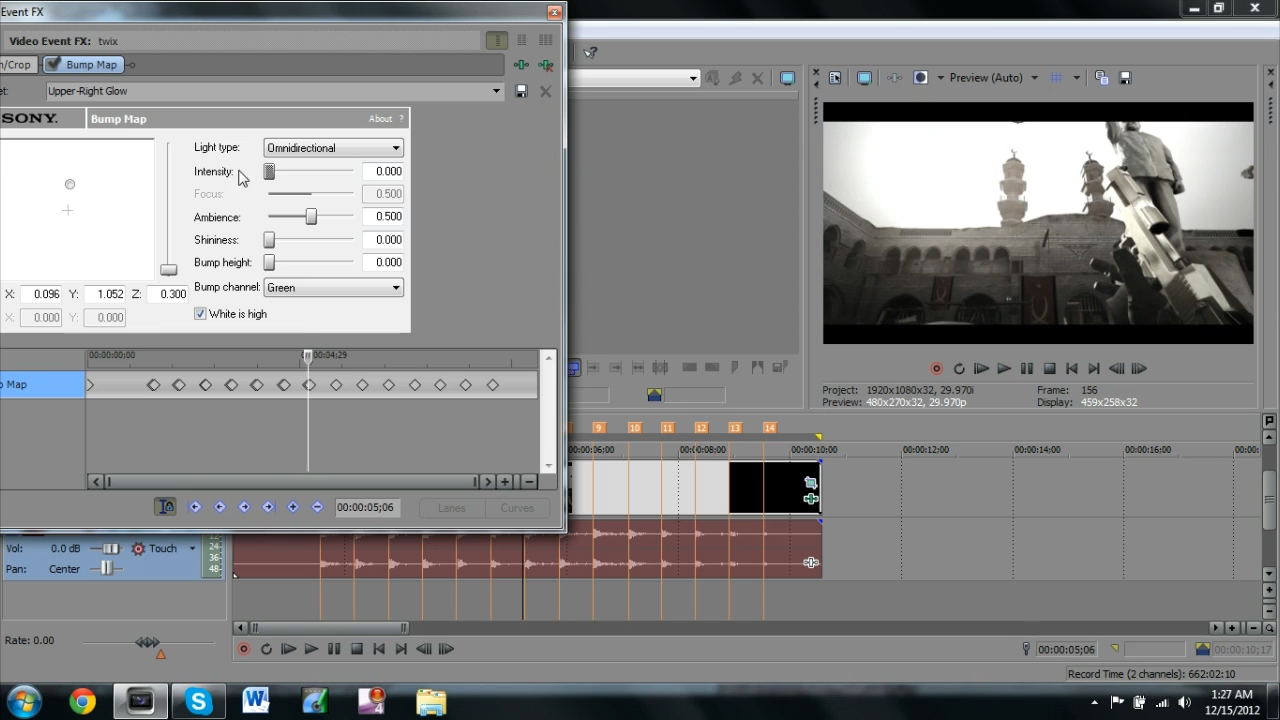 Event FX
Video Event FX: twix
n/Crop
Bump Map
et: Upper-Right Glow
SONY. Bump Map About ?
Light type: Omnidirectional
Intensity: 0.000
Focus: 0.500
Ambience: 0.500
Shininess: 0.000
Bump height: 0.000
Bump channel: Green
White is high
X: 0.096 Y: 1.052 Z: 0.300
X: 0.000 Y: 0.000
00:00:00;00
00:04;29
p Map
00:00:05;06
Lanes
Curves
Preview (Auto)
Project: 1920x1080x32, 29.970i
Preview: 480x270x32, 29.970p
Frame: 156
Display: 459x258x32
9 10 11 12 13 14
00:00:06;00 00:00:08;00 00:00:10;00 00:00:12;00 00:00:14;00 00:00:16;00 00:00:
Vol: 0.0 dB Touch
Pan: Center
12
24
36
48
Rate: 0.00
00:00:05;06
00:00:10;17
Record Time (2 channels): 662:02:10
1:27 AM
12/15/2012